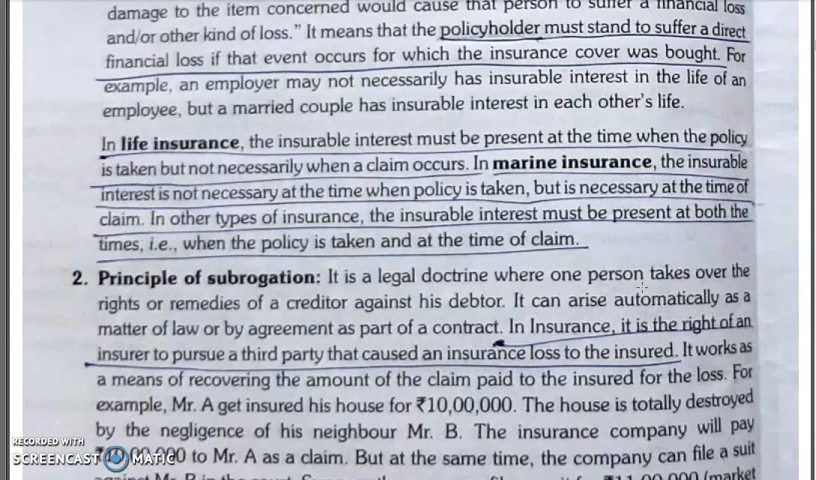 damage to the item concerned would cause that person to suffer a financial loss
and/or other kind of loss." It means that the policyholder must stand to suffer a direct
financial loss if that event occurs for which the insurance cover was bought. For
example, an employer may not necessarily has insurable interest in the life of an
employee, but a married couple has insurable interest in each other's life.
In life insurance, the insurable interest must be present at the time when the policy
is taken but not necessarily when a claim occurs. In marine insurance, the insurable
interest is not necessary at the time when policy is taken, but is necessary at the time of
claim. In other types of insurance, the insurable interest must be present at both the
times, i.e., when the policy is taken and at the time of claim.
2. Principle of subrogation: It is a legal doctrine where one person takes over the
rights or remedies of a creditor against his debtor. It can arise automatically as a
matter of law or by agreement as part of a contract. In Insurance, it is the right of an
insurer to pursue a third party that caused an insurance loss to the insured. It works as
a means of recovering the amount of the claim paid to the insured for the loss. For
example, Mr. A get insured his house for ₹10,00,000. The house is totally destroyed
by the negligence of his neighbour Mr. B. The insurance company will pay
to Mr. A as a claim. But at the same time, the company can file a suit
(market
RECORDED WITH
SCREENCAST MATIC